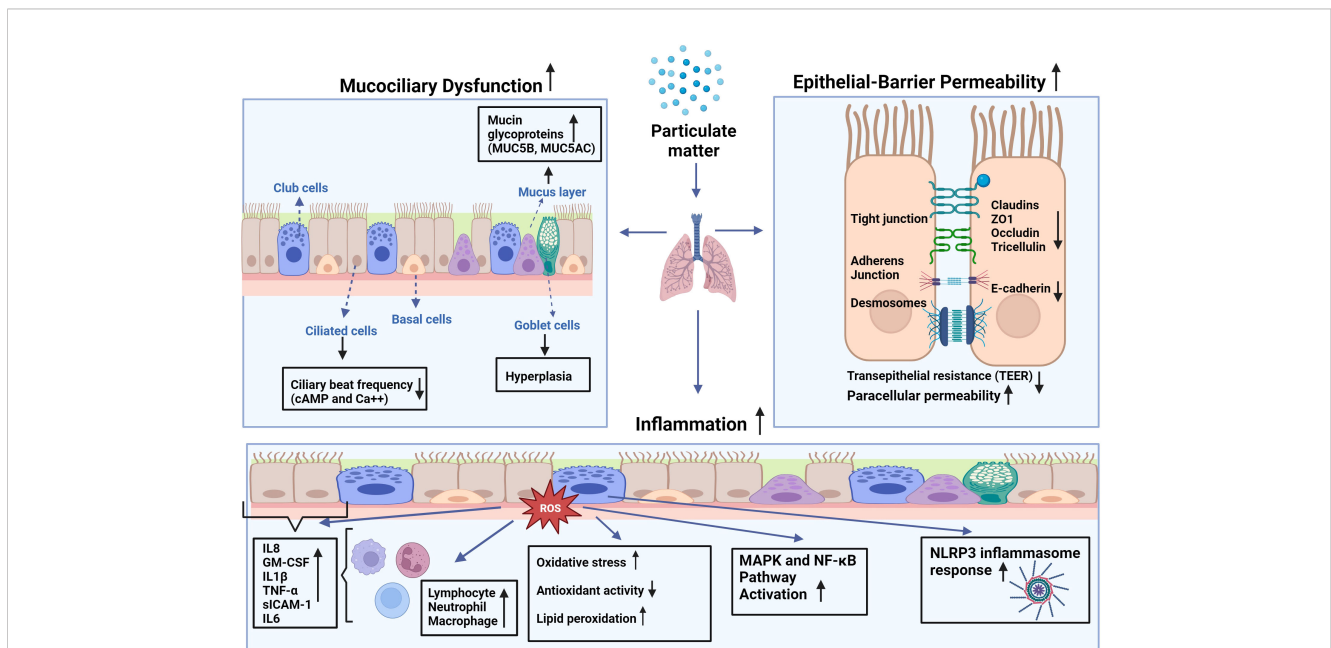 Mucociliary Dysfunction
Mucin
glycoproteins
(MUC5B, MUC5AC)
Club cells
Mucus layer
Ciliated cells
Basal cells
Goblet cells
Ciliary beat frequency
(cAMP and Ca++)
Hyperplasia
Particulate
matter
Epithelial-Barrier Permeability
Tight junction
Claudins
ZO1
Occludin
Tricellulin
Adherens
Junction
E-cadherin
Desmosomes
Transepithelial resistance (TEER)
Paracellular permeability
Inflammation
ROS
IL8
GM-CSF
IL1β
TNF-α
sICAM-1
IL6
Lymphocyte
Neutrophil
Macrophage
Oxidative stress
Antioxidant activity
Lipid peroxidation
MAPK and NF-κB
Pathway
Activation
NLRP3 inflammasome
response